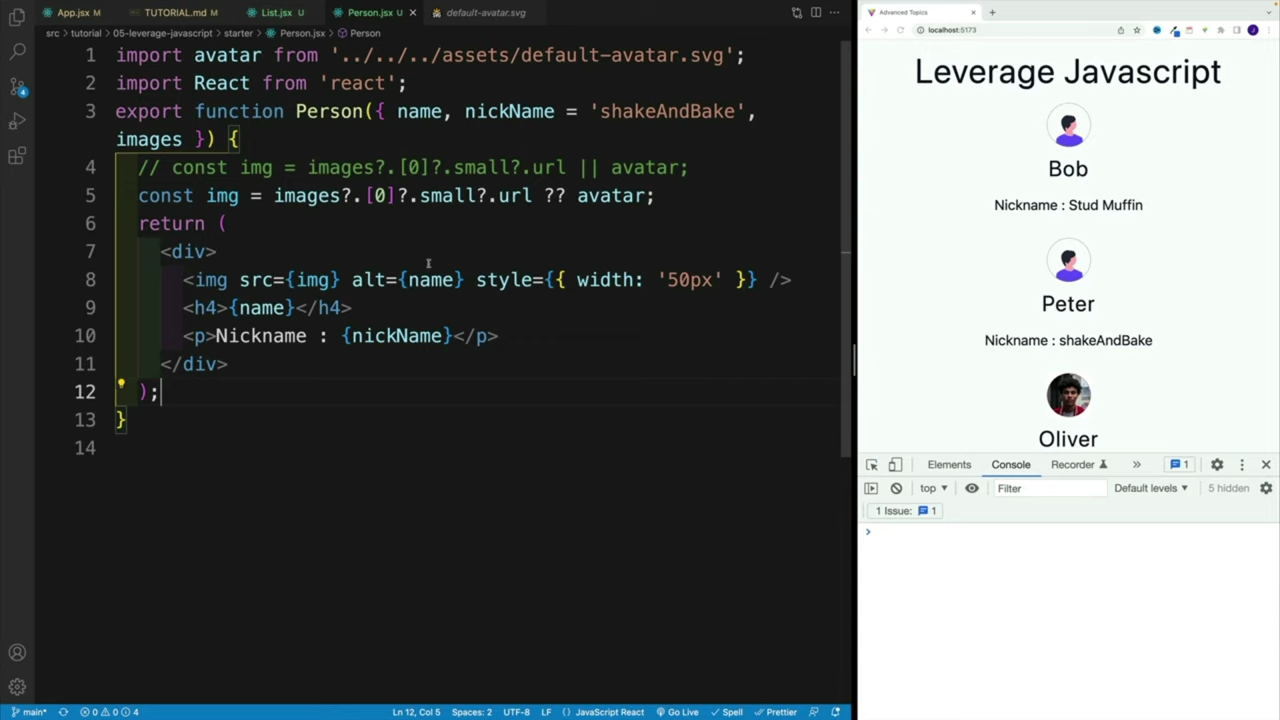 App.jsx M
TUTORIAL.md M
List.jsx U
Person.jsx U
default-avatar.svg
src > tutorial > 05-leverage-javascript > starter > Person.jsx > Person
1 import avatar from '../../../assets/default-avatar.svg';
2 import React from 'react';
3 export function Person({ name, nickName = 'shakeAndBake',
images }) {
4 // const img = images?.[0]?.small?.url || avatar;
5 const img = images?.[0]?.small?.url ?? avatar;
6 return (
7 <div>
8 <img src={img} alt={name} style={{ width: '50px' }} />
9 <h4>{name}</h4>
10 <p>Nickname : {nickName}</p>
11 </div>
12 );
13 }
14
4
main* 0 0 4 Ln 12, Col 5 Spaces: 2 UTF-8 LF JavaScript React Go Live Spell Prettier
Advanced Topics
localhost:5173
Leverage Javascript
Bob
Nickname : Stud Muffin
Peter
Nickname : shakeAndBake
Oliver
Elements Console Recorder 1
top Filter Default levels 5 hidden
1 Issue: 1